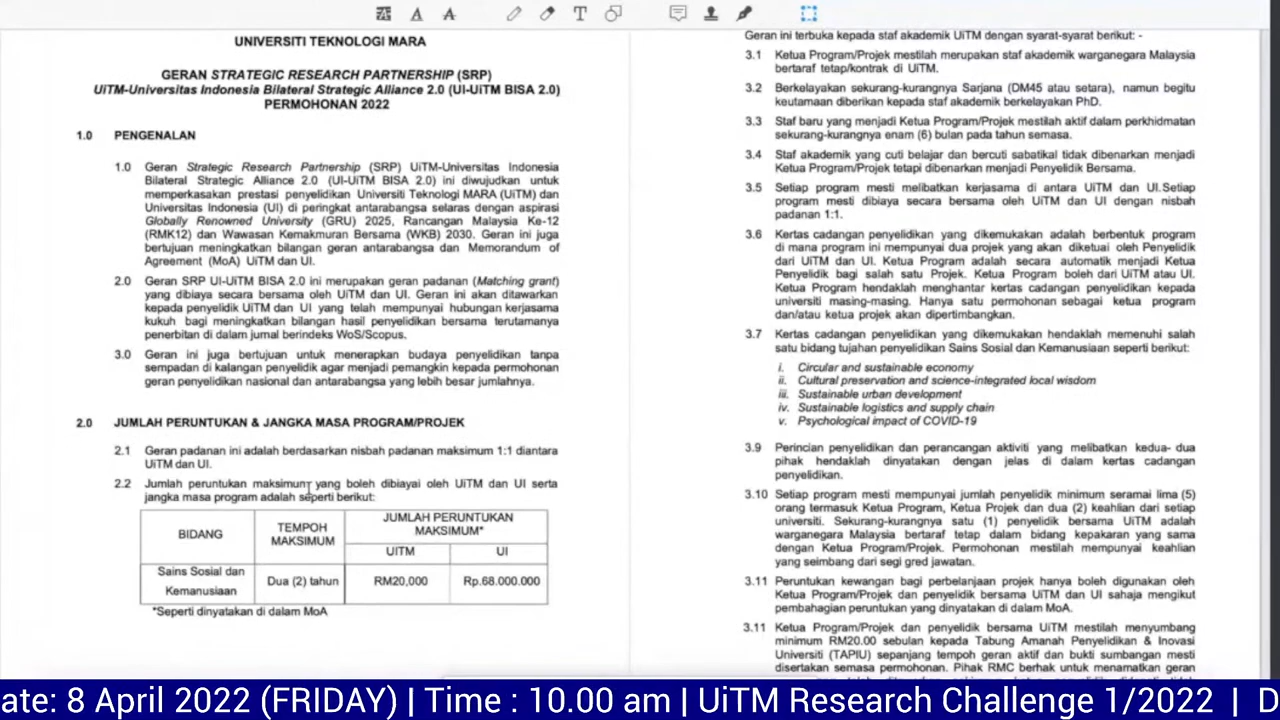 UNIVERSITI TEKNOLOGI MARA
GERAN STRATEGIC RESEARCH PARTNERSHIP (SRP)
UiTM-Universitas Indonesia Bilateral Strategic Alliance 2.0 (UI-UiTM BISA 2.0)
PERMOHONAN 2022
1.0 PENGENALAN
1.0 Geran Strategic Research Partnership (SRP) UiTM-Universitas Indonesia
Bilateral Strategic Alliance 2.0 (UI-UiTM BISA 2.0) ini diwujudkan untuk
memperkasakan prestasi penyelidikan Universiti Teknologi MARA (UiTM) dan
Universitas Indonesia (UI) di peringkat antarabangsa selaras dengan aspirasi
Globally Renowned University (GRU) 2025, Rancangan Malaysia Ke-12
(RMK12) dan Wawasan Kemakmuran Bersama (WKB) 2030. Geran ini juga
bertujuan meningkatkan bilangan geran antarabangsa dan Memorandum of
Agreement (MoA) UiTM dan UI.
2.0 Geran SRP UI-UiTM BISA 2.0 ini merupakan geran padanan (Matching grant)
yang dibiaya secara bersama oleh UiTM dan UI. Geran ini akan ditawarkan
kepada penyelidik UiTM dan UI yang telah mempunyai hubungan kerjasama
kukuh bagi meningkatkan bilangan hasil penyelidikan bersama terutamanya
penerbitan di dalam jurnal berindeks WoS/Scopus.
3.0 Geran ini juga bertujuan untuk menerapkan budaya penyelidikan tanpa
sempadan di kalangan penyelidik agar menjadi pemangkin kepada permohonan
geran penyelidikan nasional dan antarabangsa yang lebih besar jumlahnya.
2.0 JUMLAH PERUNTUKAN & JANGKA MASA PROGRAM/PROJEK
2.1 Geran padanan ini adalah berdasarkan nisbah padanan maksimum 1:1 diantara
UiTM dan UI.
2.2 Jumlah peruntukan maksimum yang boleh dibiayai oleh UiTM dan UI serta
jangka masa program adalah seperti berikut:
BIDANG
TEMPOH
MAKSIMUM
JUMLAH PERUNTUKAN
MAKSIMUM*
UITM
UI
Sains Sosial dan
Kemanusiaan
Dua (2) tahun
RM20,000
Rp.68.000.000
*Seperti dinyatakan di dalam MoA
Geran ini terbuka kepada staf akademik UiTM dengan syarat-syarat berikut: -
3.1 Ketua Program/Projek mestilah merupakan staf akademik warganegara Malaysia
bertaraf tetap/kontrak di UiTM.
3.2 Berkelayakan sekurang-kurangnya Sarjana (DM45 atau setara), namun begitu
keutamaan diberikan kepada staf akademik berkelayakan PhD.
3.3 Staf baru yang menjadi Ketua Program/Projek mestilah aktif dalam perkhidmatan
sekurang-kurangnya enam (6) bulan pada tahun semasa.
3.4 Staf akademik yang cuti belajar dan bercuti sabatikal tidak dibenarkan menjadi
Ketua Program/Projek tetapi dibenarkan menjadi Penyelidik Bersama.
3.5 Setiap program mesti melibatkan kerjasama di antara UiTM dan UI.Setiap
program mesti dibiaya secara bersama oleh UiTM dan UI dengan nisbah
padanan 1:1.
3.6 Kertas cadangan penyelidikan yang dikemukakan adalah berbentuk program
di mana program ini mempunyai dua projek yang akan diketuai oleh Penyelidik
dari UiTM dan UI. Ketua Program adalah secara automatik menjadi Ketua
Penyelidik bagi salah satu Projek. Ketua Program boleh dari UiTM atau UI.
Ketua Program hendaklah menghantar kertas cadangan penyelidikan kepada
universiti masing-masing. Hanya satu permohonan sebagai ketua program
dan/atau ketua projek akan dipertimbangkan.
3.7 Kertas cadangan penyelidikan yang dikemukakan hendaklah memenuhi salah
satu bidang tujahan penyelidikan Sains Sosial dan Kemanusiaan seperti berikut:
i. Circular and sustainable economy
ii. Cultural preservation and science-integrated local wisdom
iii. Sustainable urban development
iv. Sustainable logistics and supply chain
v. Psychological impact of COVID-19
3.9 Perincian penyelidikan dan perancangan aktiviti yang melibatkan kedua- dua
pihak hendaklah dinyatakan dengan jelas di dalam kertas cadangan
penyelidikan.
3.10 Setiap program mesti mempunyai jumlah penyelidik minimum seramai lima (5)
orang termasuk Ketua Program, Ketua Projek dan dua (2) keahlian dari setiap
universiti. Sekurang-kurangnya satu (1) penyelidik bersama UiTM adalah
warganegara Malaysia bertaraf tetap dalam bidang kepakaran yang sama
dengan Ketua Program/Projek. Permohonan mestilah mempunyai keahlian
yang seimbang dari segi gred jawatan.
3.11 Peruntukan kewangan bagi perbelanjaan projek hanya boleh digunakan oleh
Ketua Program/Projek dan penyelidik bersama UiTM dan UI sahaja mengikut
pembahagian peruntukan yang dinyatakan di dalam MoA.
3.11 Ketua Program/Projek dan penyelidik bersama UiTM mestilah menyumbang
minimum RM20.00 sebulan kepada Tabung Amanah Penyelidikan & Inovasi
Universiti (TAPIU) sepanjang tempoh geran aktif dan bukti sumbangan mesti
disertakan semasa permohonan. Pihak RMC berhak untuk menamatkan geran
ate: 8 April 2022 (FRIDAY) | Time : 10.00 am | UiTM Research Challenge 1/2022 | D